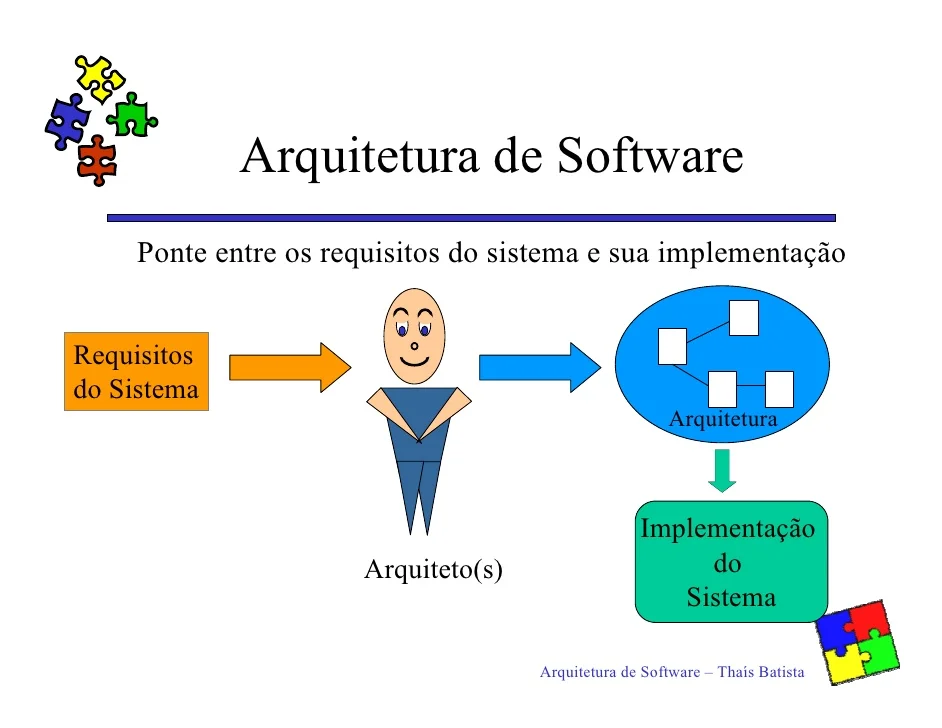 Arquitetura de Software
Ponte entre os requisitos do sistema e sua implementação
Requisitos
do Sistema
Arquitetura
Arquiteto(s)
Implementação
do
Sistema
Arquitetura de Software – Thaís Batista